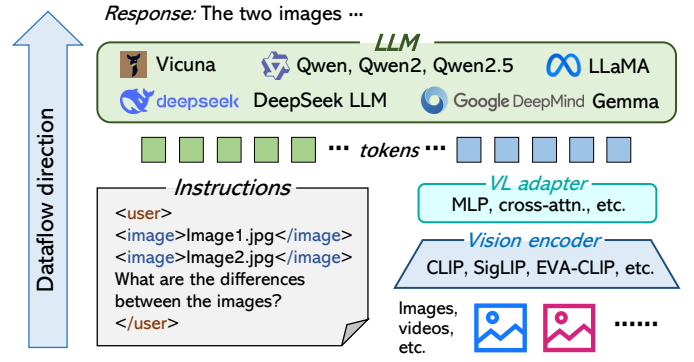 Response: The two images ...
LLM
Vicuna
Qwen, Qwen2, Qwen2.5
LLaMA
deepseek DeepSeek LLM
Google DeepMind Gemma
... tokens ...
Dataflow direction
Instructions
<user>
<image>Image1.jpg</image>
<image>Image2.jpg</image>
What are the differences
between the images?
</user>
VL adapter
MLP, cross-attn., etc.
Vision encoder
CLIP, SigLIP, EVA-CLIP, etc.
Images,
videos,
etc.
......